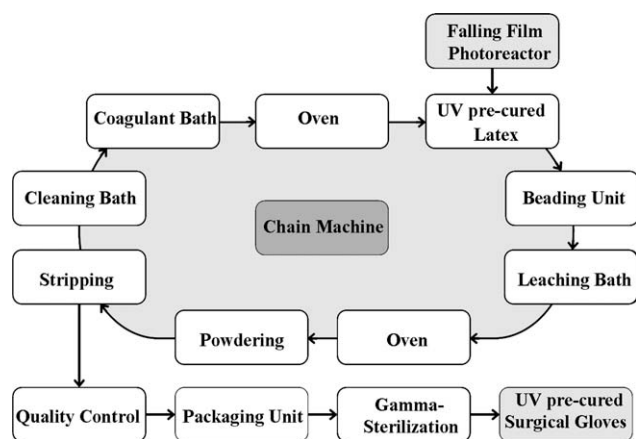 Falling Film
Photoreactor
Coagulant Bath
Oven
UV pre-cured
Latex
Cleaning Bath
Chain Machine
Beading Unit
Stripping
Leaching Bath
Powdering
Oven
Quality Control
Packaging Unit
Gamma-
Sterilization
UV pre-cured
Surgical Gloves